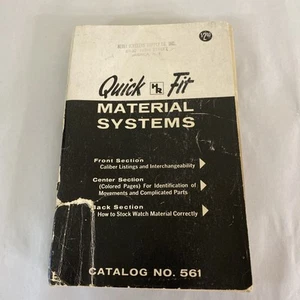 Quick HR Fit
MATERIAL
SYSTEMS
Front Section
Caliber Listings and Interchangeability
Center Section
(Colored Pages) For Identification of
Movements and Complicated Parts
Back Section
How to Stock Watch Material Correctly
CATALOG NO. 561